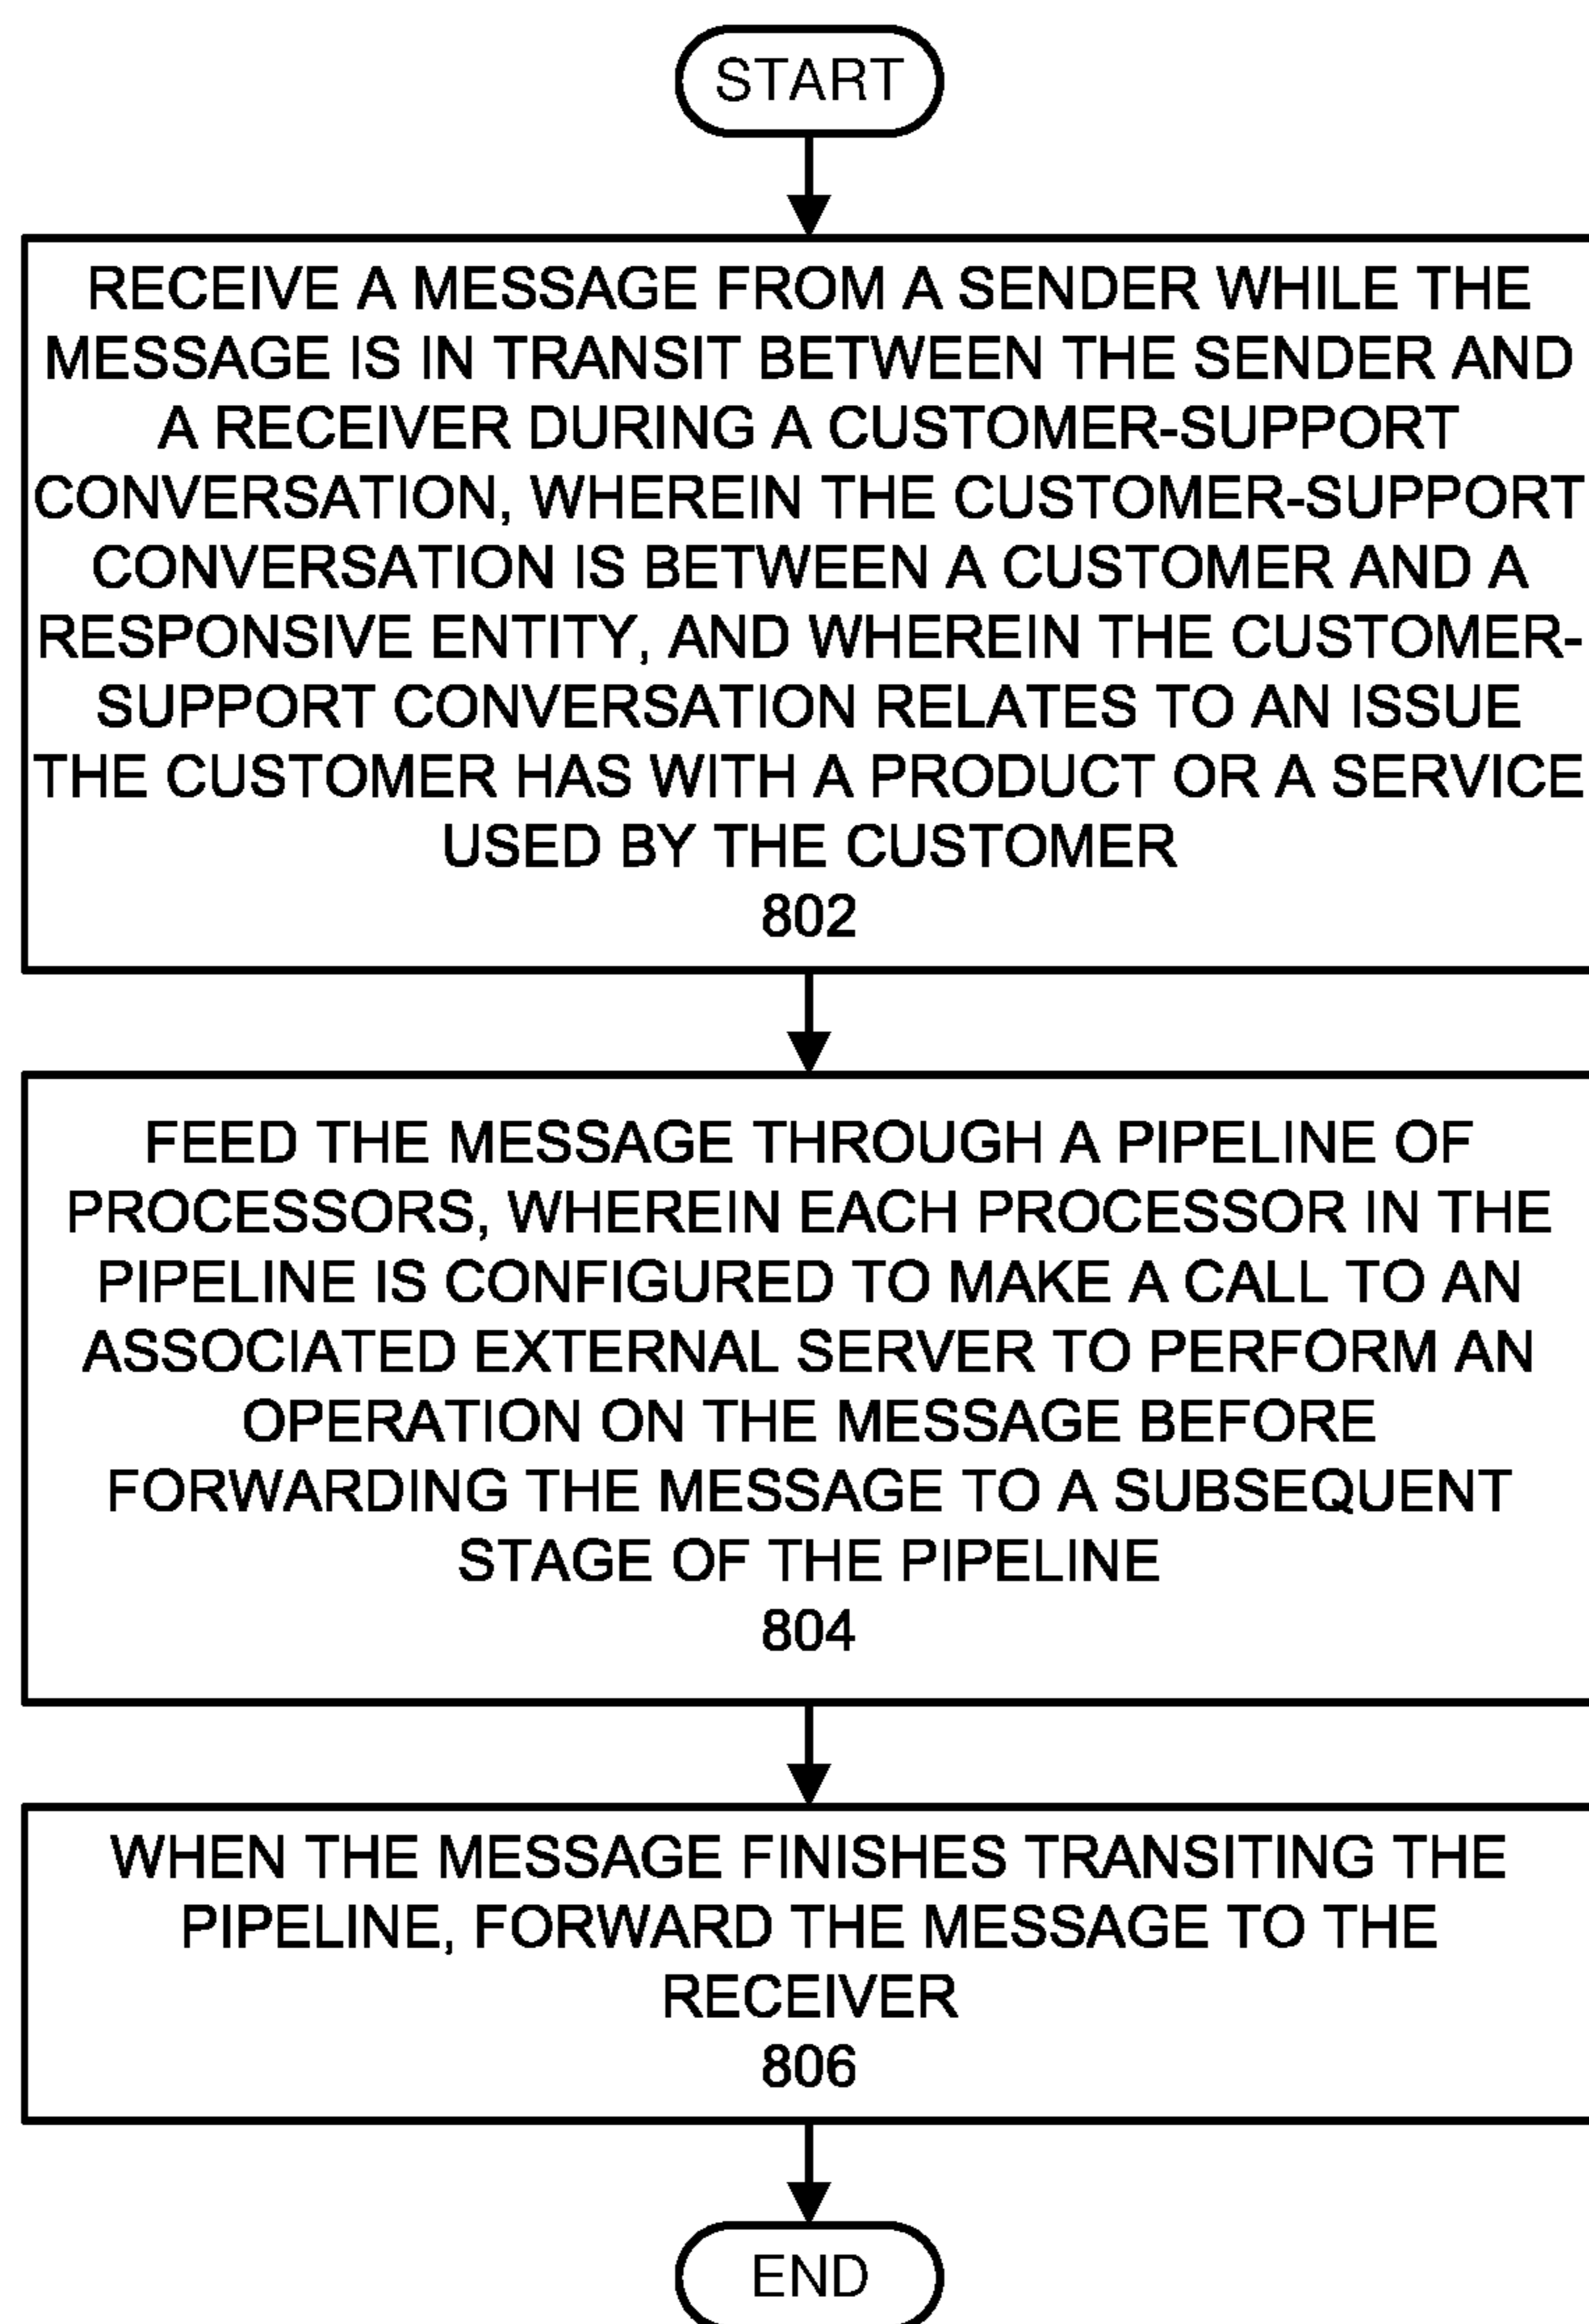 START
RECEIVE A MESSAGE FROM A SENDER WHILE THE
MESSAGE IS IN TRANSIT BETWEEN THE SENDER AND
A RECEIVER DURING A CUSTOMER-SUPPORT
CONVERSATION, WHEREIN THE CUSTOMER-SUPPORT
CONVERSATION IS BETWEEN A CUSTOMER AND A
RESPONSIVE ENTITY, AND WHEREIN THE CUSTOMER-
SUPPORT CONVERSATION RELATES TO AN ISSUE
THE CUSTOMER HAS WITH A PRODUCT OR A SERVICE
USED BY THE CUSTOMER
802
FEED THE MESSAGE THROUGH A PIPELINE OF
PROCESSORS, WHEREIN EACH PROCESSOR IN THE
PIPELINE IS CONFIGURED TO MAKE A CALL TO AN
ASSOCIATED EXTERNAL SERVER TO PERFORM AN
OPERATION ON THE MESSAGE BEFORE
FORWARDING THE MESSAGE TO A SUBSEQUENT
STAGE OF THE PIPELINE
804
WHEN THE MESSAGE FINISHES TRANSITING THE
PIPELINE, FORWARD THE MESSAGE TO THE
RECEIVER
806
END